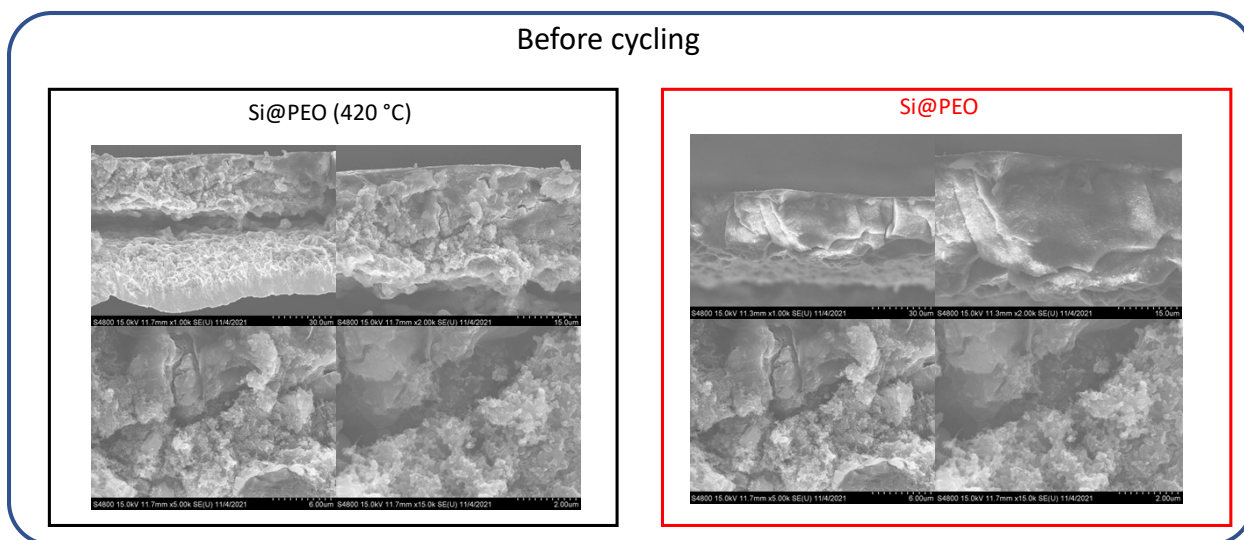 Before cycling
Si@PEO (420 °C)
S4800 15.0kV 11.7mm x1.00k SE(U) 11/4/2021 30.0um
S4800 15.0kV 11.7mm x2.00k SE(U) 11/4/2021 15.0um
S4800 15.0kV 11.7mm x5.00k SE(U) 11/4/2021 6.00um
S4800 15.0kV 11.7mm x15.0k SE(U) 11/4/2021 2.00um
Si@PEO
S4800 15.0kV 11.3mm x1.00k SE(U) 11/4/2021 30.0um
S4800 15.0kV 11.3mm x2.00k SE(U) 11/4/2021 15.0um
S4800 15.0kV 11.7mm x5.00k SE(U) 11/4/2021 6.00um
S4800 15.0kV 11.7mm x15.0k SE(U) 11/4/2021 2.00um